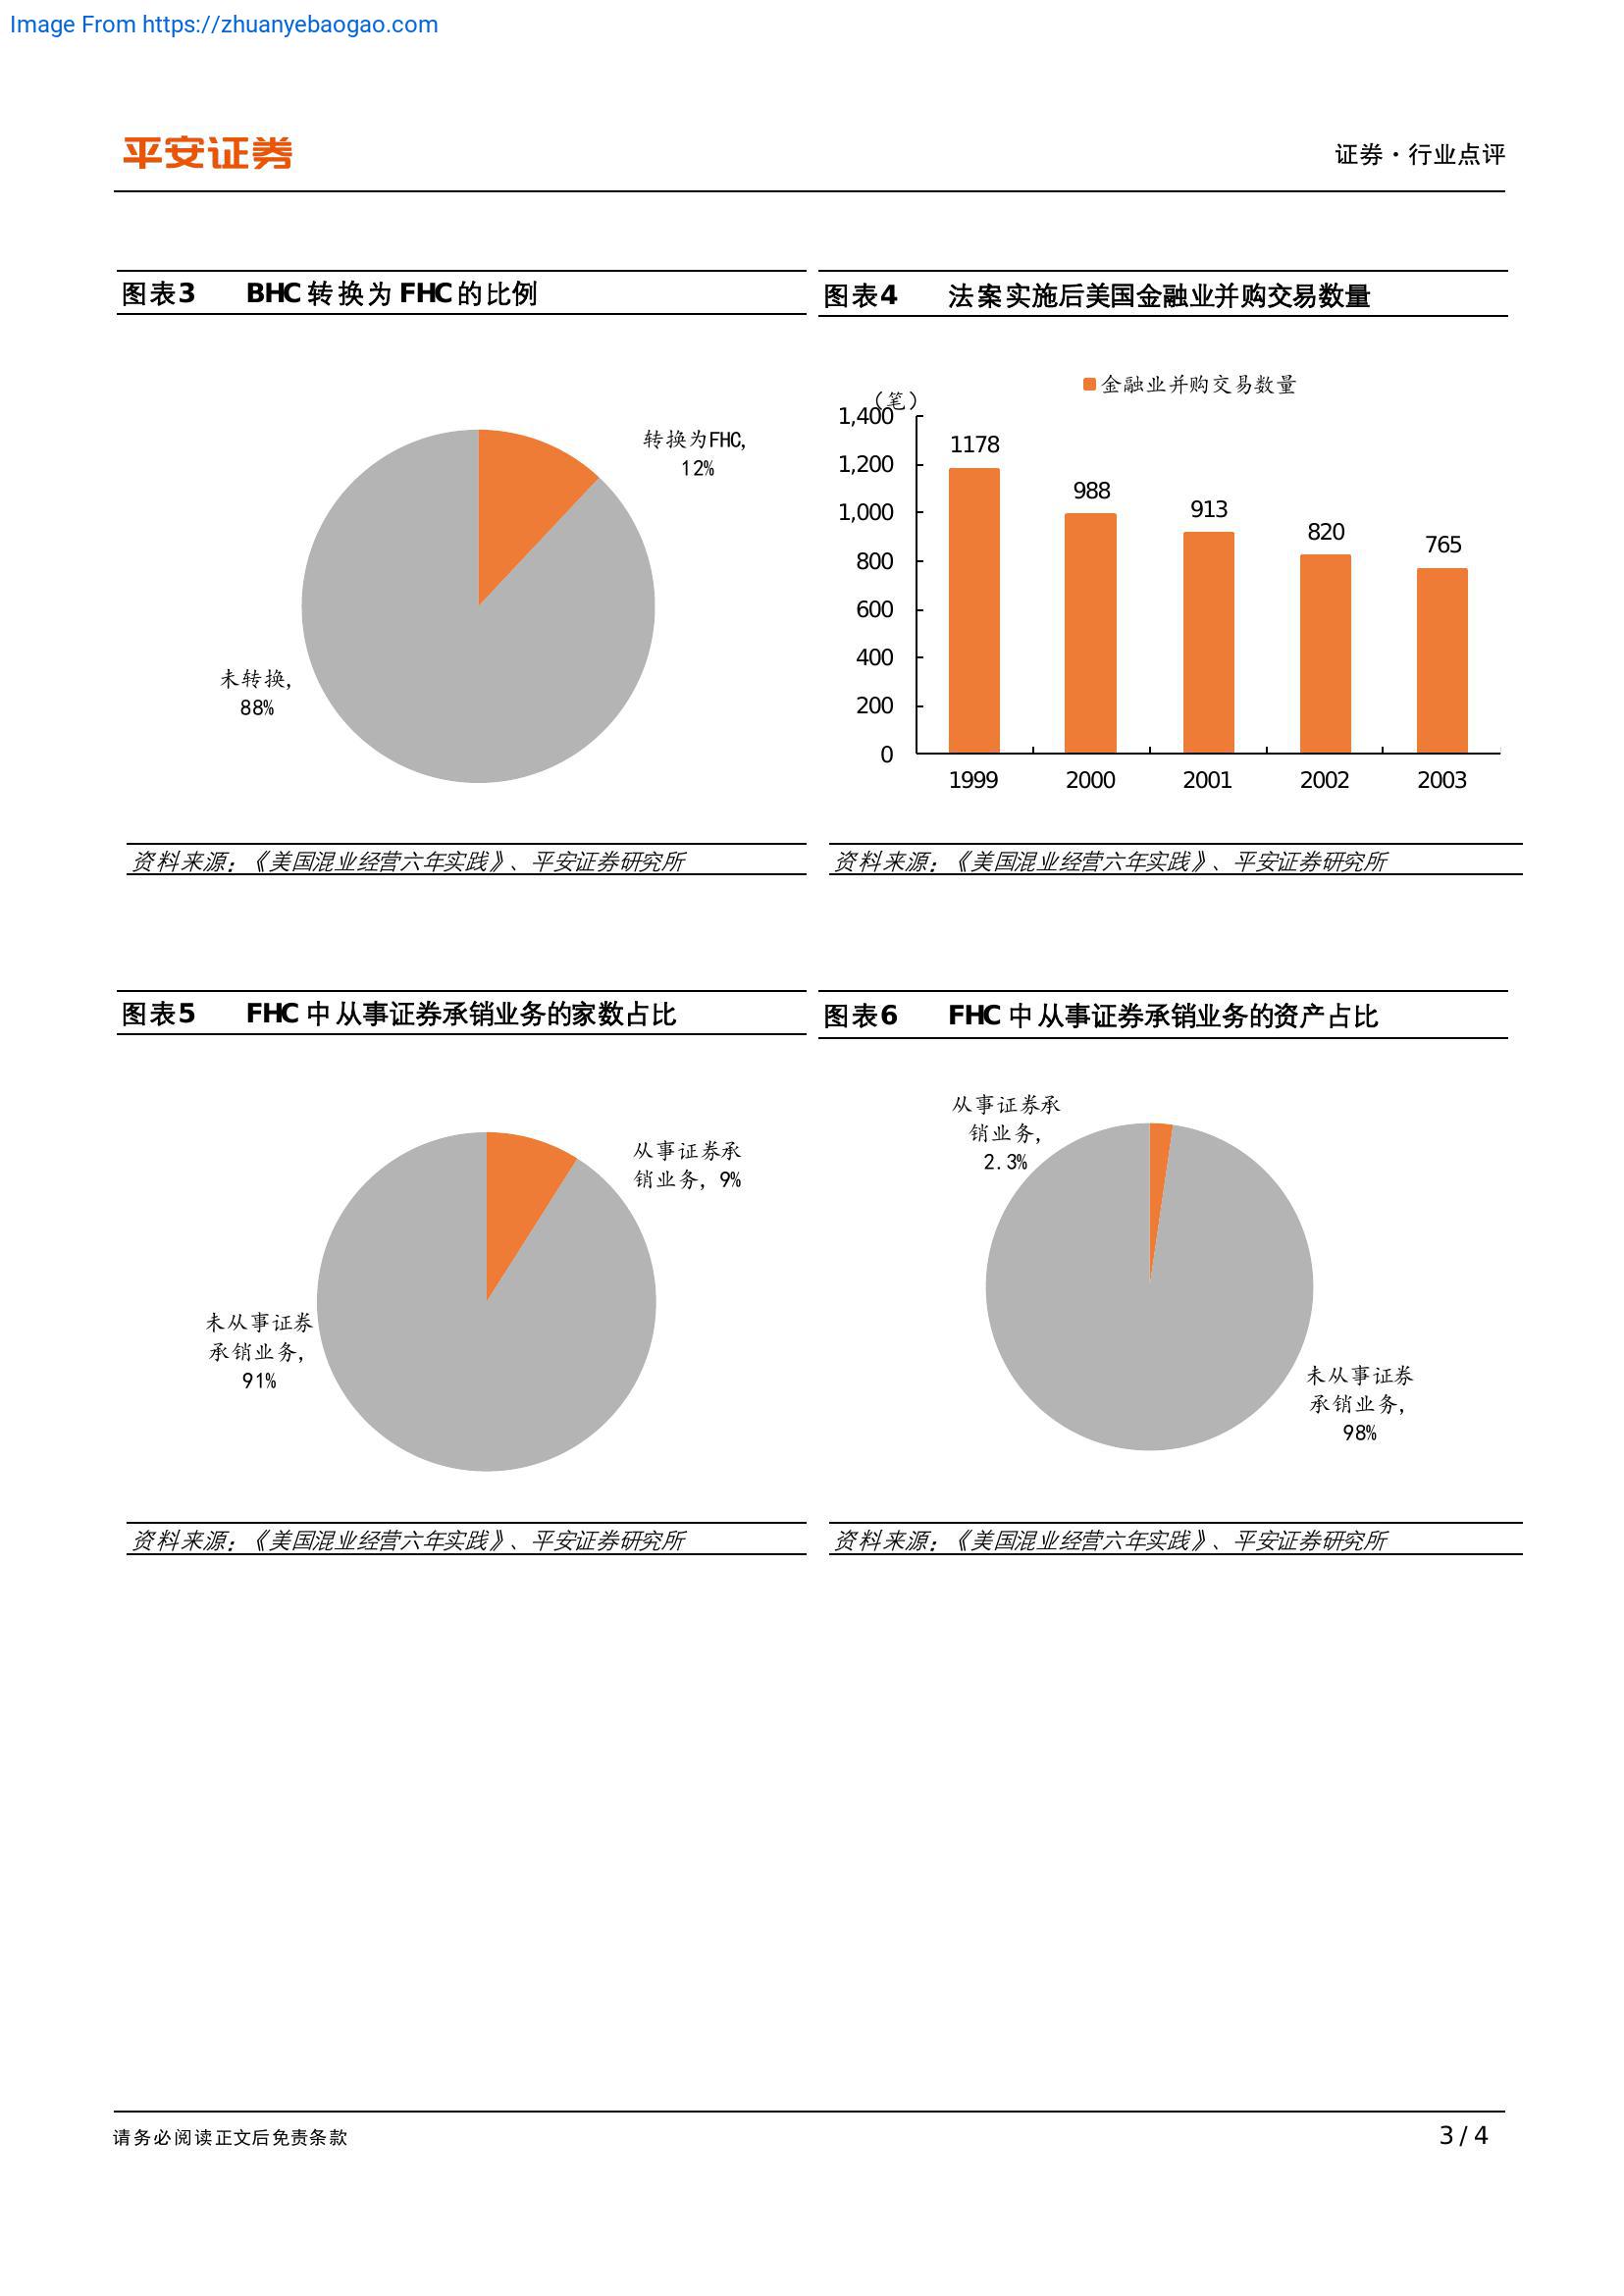 Image From https://zhuanyebaogao.com
平安证券
证券·行业点评
图表3 BHC 转换为 FHC 的比例
转换为FHC,
12%
未转换,
88%
资料来源：《美国混业经营六年实践》、平安证券研究所
图表4 法案实施后美国金融业并购交易数量
金融业并购交易数量
（笔）
1,400
1,200
1,000
800
600
400
200
0
1178
988
913
820
765
1999 2000 2001 2002 2003
资料来源：《美国混业经营六年实践》、平安证券研究所
图表5 FHC 中从事证券承销业务的家数占比
从事证券承
销业务, 9%
未从事证券
承销业务,
91%
资料来源：《美国混业经营六年实践》、平安证券研究所
图表6 FHC 中从事证券承销业务的资产占比
从事证券承
销业务,
2.3%
未从事证券
承销业务,
98%
资料来源：《美国混业经营六年实践》、平安证券研究所
请务必阅读正文后免责条款
3 / 4